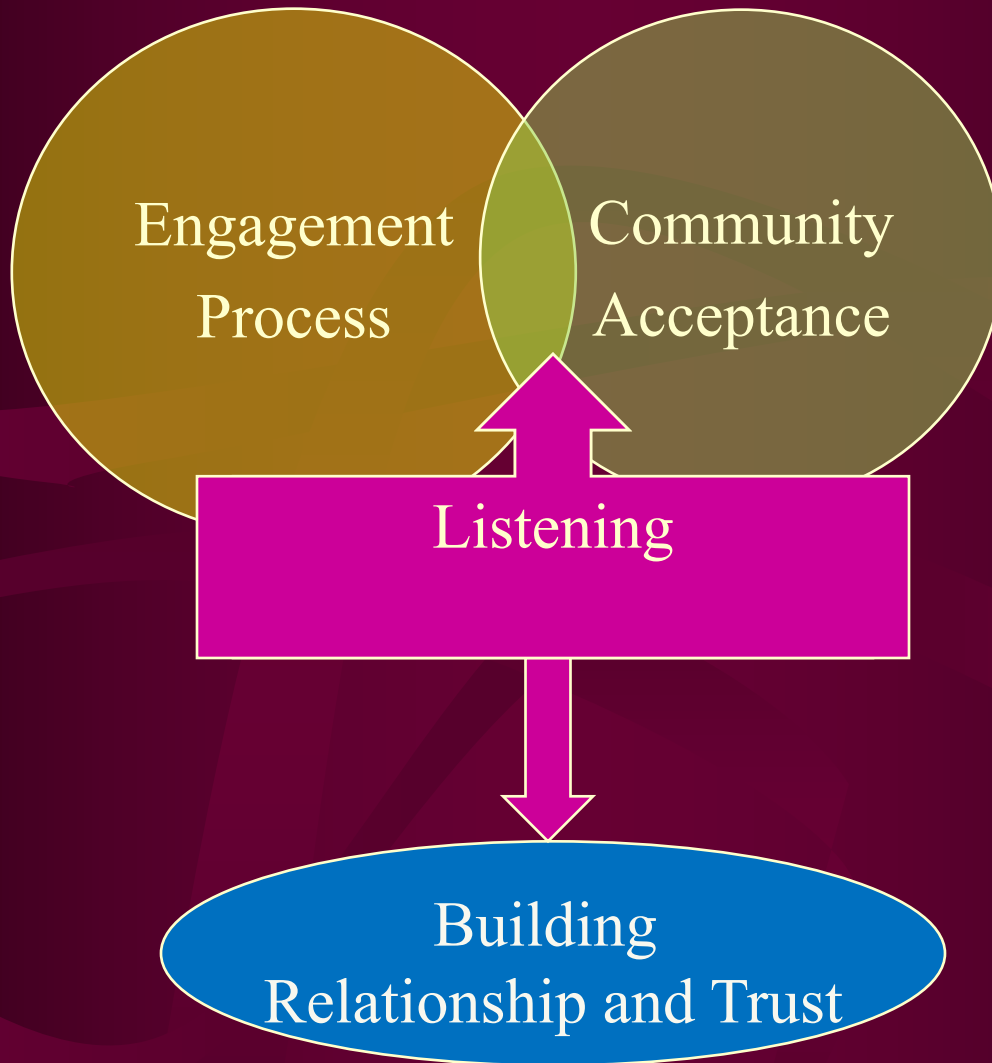 Engagement
Process
Community
Acceptance
Listening
Building
Relationship and Trust